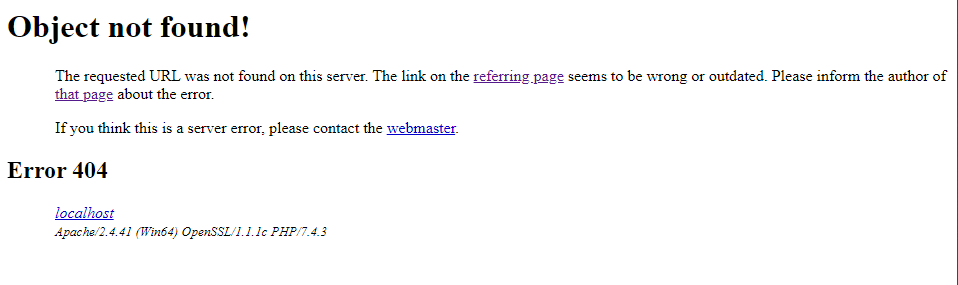 Object not found!
The requested URL was not found on this server. The link on the referring page seems to be wrong or outdated. Please inform the author of
that page about the error.
If you think this is a server error, please contact the webmaster.
Error 404
localhost
Apache/2.4.41 (Win64) OpenSSL/1.1.1c PHP/7.4.3